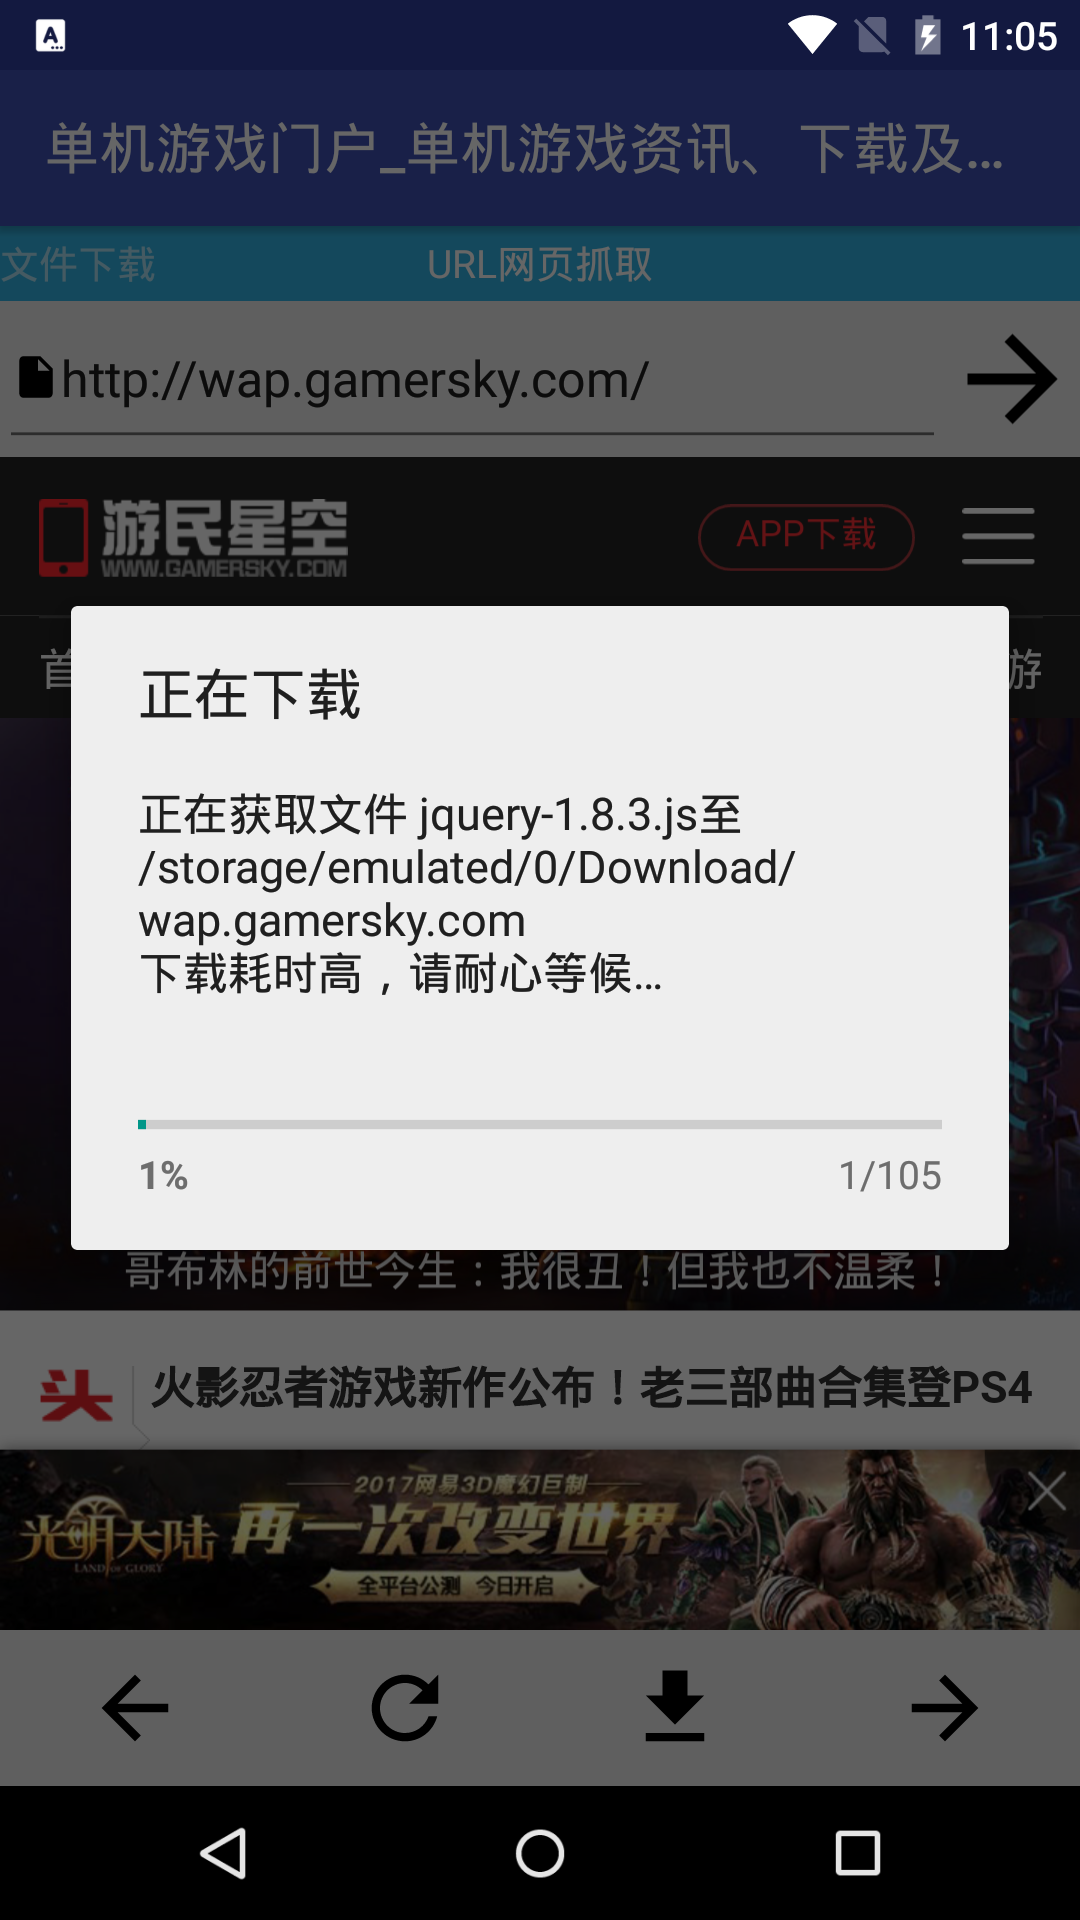 11:05
单机游戏门户_单机游戏资讯、下载及...
文件下载
URL网页抓取
http://wap.gamersky.com/
游民星空
WWW.GAMERSKY.COM
APP下载
首
游
正在下载
正在获取文件 jquery-1.8.3.js至
/storage/emulated/0/Download/
wap.gamersky.com
下载耗时高，请耐心等候...
1%
1/105
哥布林的前世今生：我很丑！但我也不温柔！
头
火影忍者游戏新作公布！老三部曲合集登PS4
2017网易3D魔幻巨制
光明大陆
LAND OF GLORY
再一次改变世界
全平台公测 今日开启